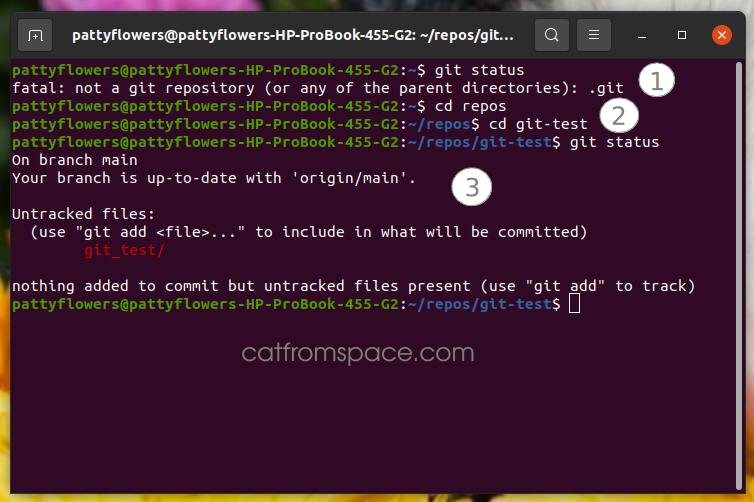 pattyflowers@pattyflowers-HP-ProBook-455-G2: ~/repos/git...
pattyflowers@pattyflowers-HP-ProBook-455-G2:~$ git status
fatal: not a git repository (or any of the parent directories): .git
1
pattyflowers@pattyflowers-HP-ProBook-455-G2:~$ cd repos
2
pattyflowers@pattyflowers-HP-ProBook-455-G2:~/repos$ cd git-test
pattyflowers@pattyflowers-HP-ProBook-455-G2:~/repos/git-test$ git status
On branch main
Your branch is up-to-date with 'origin/main'.
3
Untracked files:
  (use "git add <file>..." to include in what will be committed)
        git_test/
nothing added to commit but untracked files present (use "git add" to track)
pattyflowers@pattyflowers-HP-ProBook-455-G2:~/repos/git-test$
catfromspace.com